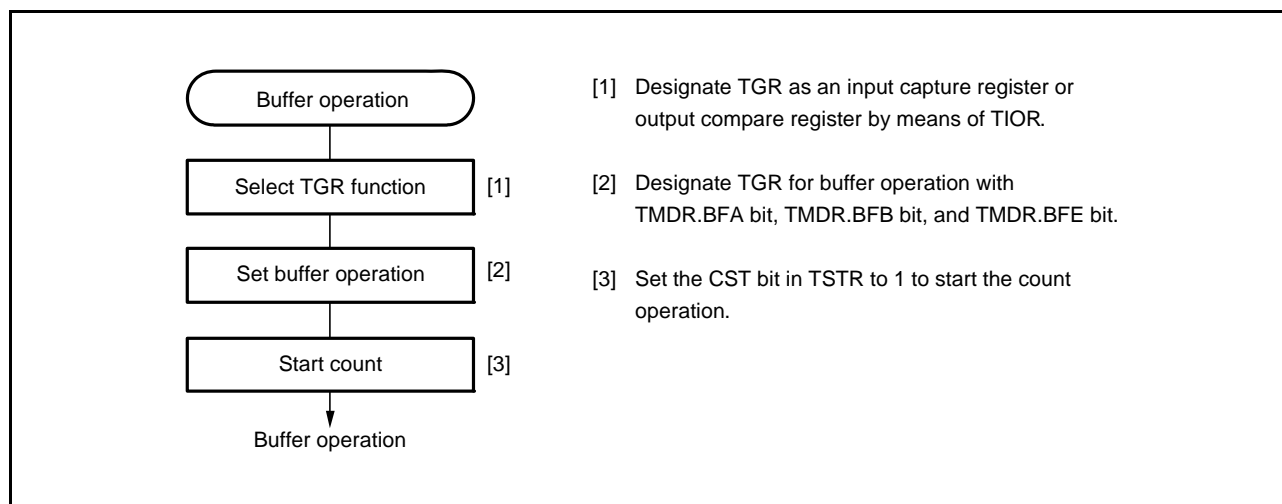 Buffer operation
Select TGR function
[1]
Set buffer operation
[2]
Start count
[3]
Buffer operation
[1] Designate TGR as an input capture register or
output compare register by means of TIOR.
[2] Designate TGR for buffer operation with
TMDR.BFA bit, TMDR.BFB bit, and TMDR.BFE bit.
[3] Set the CST bit in TSTR to 1 to start the count
operation.